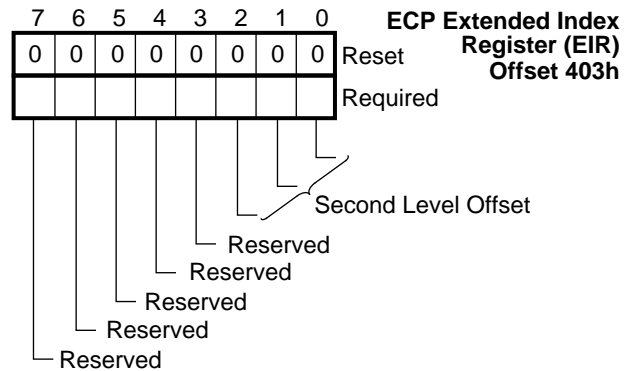 7 6 5 4 3 2 1 0
ECP Extended Index
Register (EIR)
Offset 403h
0 0 0 0 0 0 0 0 Reset
Required
Second Level Offset
Reserved
Reserved
Reserved
Reserved
Reserved